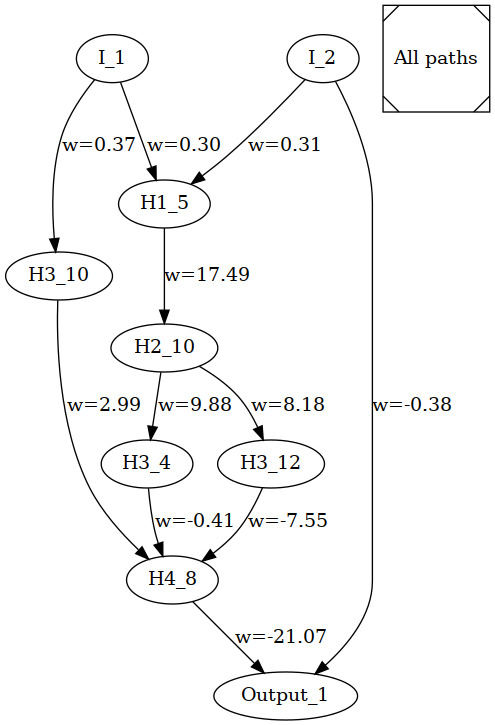 I_1
I_2
All paths
w=0.37
w=0.30
w=0.31
H1_5
H3_10
w=17.49
H2_10
w=2.99
w=9.88
w=8.18
w=-0.38
H3_4
H3_12
w=-0.41
w=-7.55
H4_8
w=-21.07
Output_1